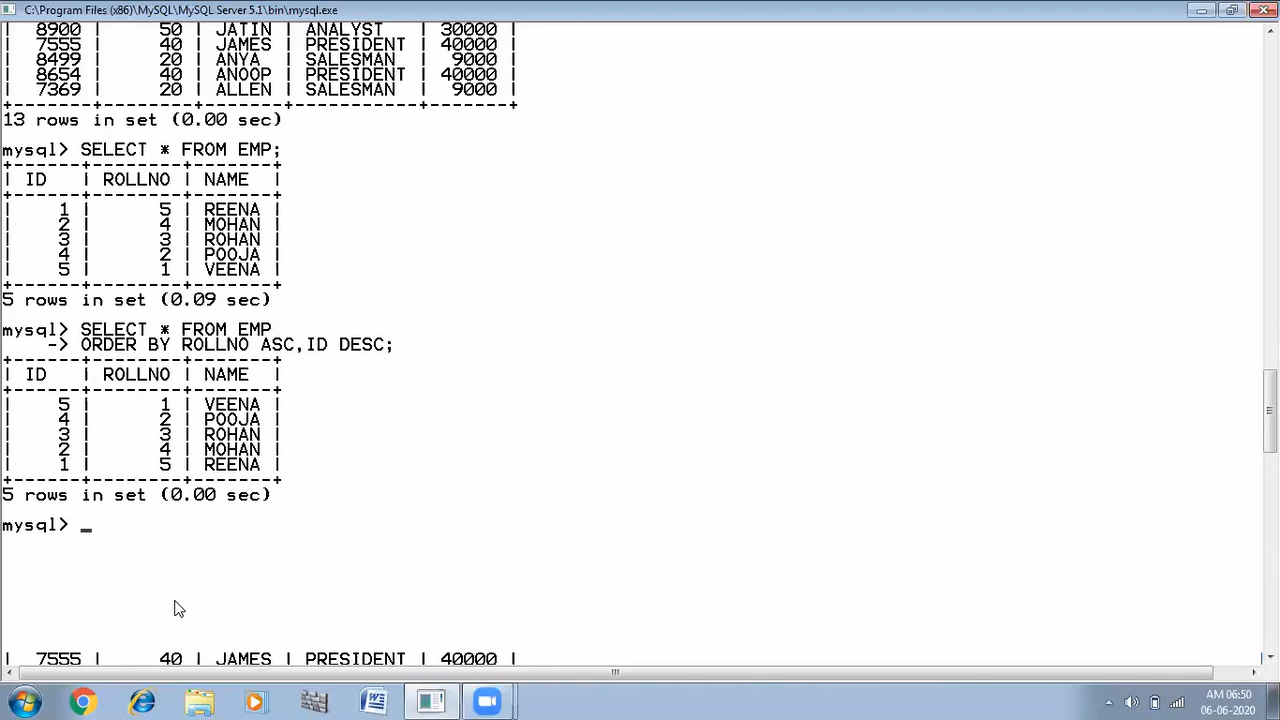 C:\Program Files (x86)\MySQL\MySQL Server 5.1\bin\mysql.exe
| 8900 | 50 | JATIN | ANALYST | 30000 |
| 7555 | 40 | JAMES | PRESIDENT | 40000 |
| 8499 | 20 | ANYA | SALESMAN | 9000 |
| 8654 | 40 | ANOOP | PRESIDENT | 40000 |
| 7369 | 20 | ALLEN | SALESMAN | 9000 |
13 rows in set (0.00 sec)
mysql> SELECT * FROM EMP;
| ID | ROLLNO | NAME |
| 1 | 5 | REENA |
| 2 | 4 | MOHAN |
| 3 | 3 | ROHAN |
| 4 | 2 | POOJA |
| 5 | 1 | VEENA |
5 rows in set (0.09 sec)
mysql> SELECT * FROM EMP
-> ORDER BY ROLLNO ASC,ID DESC;
| ID | ROLLNO | NAME |
| 5 | 1 | VEENA |
| 4 | 2 | POOJA |
| 3 | 3 | ROHAN |
| 2 | 4 | MOHAN |
| 1 | 5 | REENA |
5 rows in set (0.00 sec)
mysql> _
| 7555 | 40 | JAMES | PRESIDENT | 40000 |
AM 06:50
06-06-2020